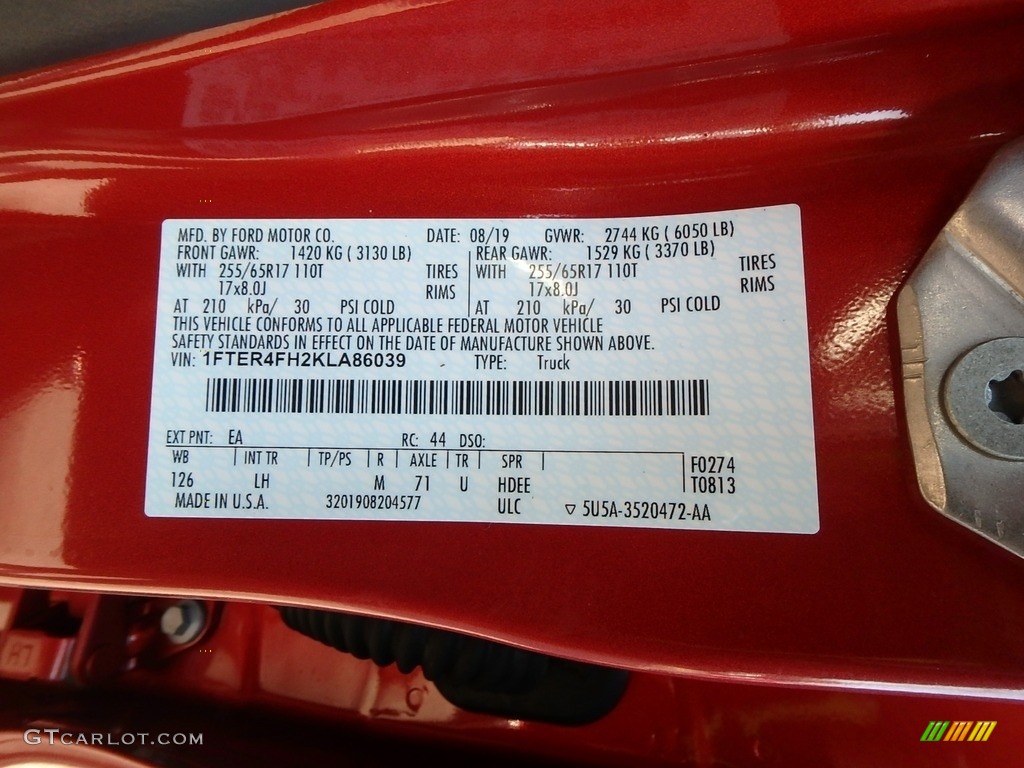 MFD. BY FORD MOTOR CO. DATE: 08/19 GVWR: 2744 KG ( 6050 LB)
FRONT GAWR: 1420 KG ( 3130 LB) REAR GAWR: 1529 KG ( 3370 LB)
WITH 255/65R17 110T TIRES WITH 255/65R17 110T TIRES
17x8.0J RIMS 17x8.0J RIMS
AT 210 kPa/ 30 PSI COLD AT 210 kPa/ 30 PSI COLD
THIS VEHICLE CONFORMS TO ALL APPLICABLE FEDERAL MOTOR VEHICLE
SAFETY STANDARDS IN EFFECT ON THE DATE OF MANUFACTURE SHOWN ABOVE.
VIN: 1FTER4FH2KLA86039 TYPE: Truck
EXT PNT: EA RC: 44 DSO:
WB INT TR TP/PS R AXLE TR SPR F0274
126 LH M 71 U HDEE T0813
MADE IN U.S.A. 3201908204577 ULC ▽ 5U5A-3520472-AA
GTCARLOT.COM